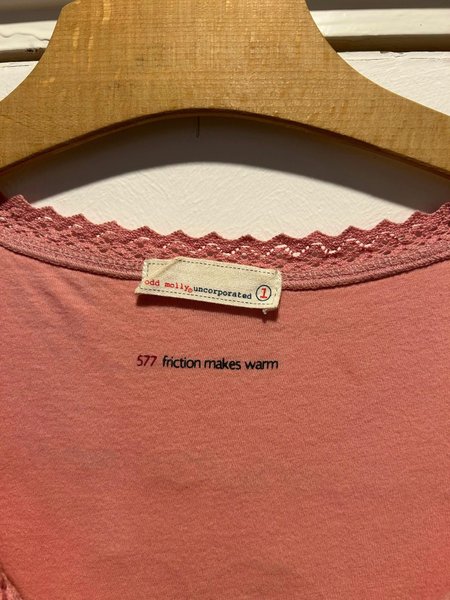 odd molly® uncorporated 1
577 friction makes warm